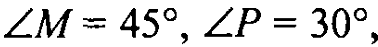 ∠M = 45°, ∠P = 30°,